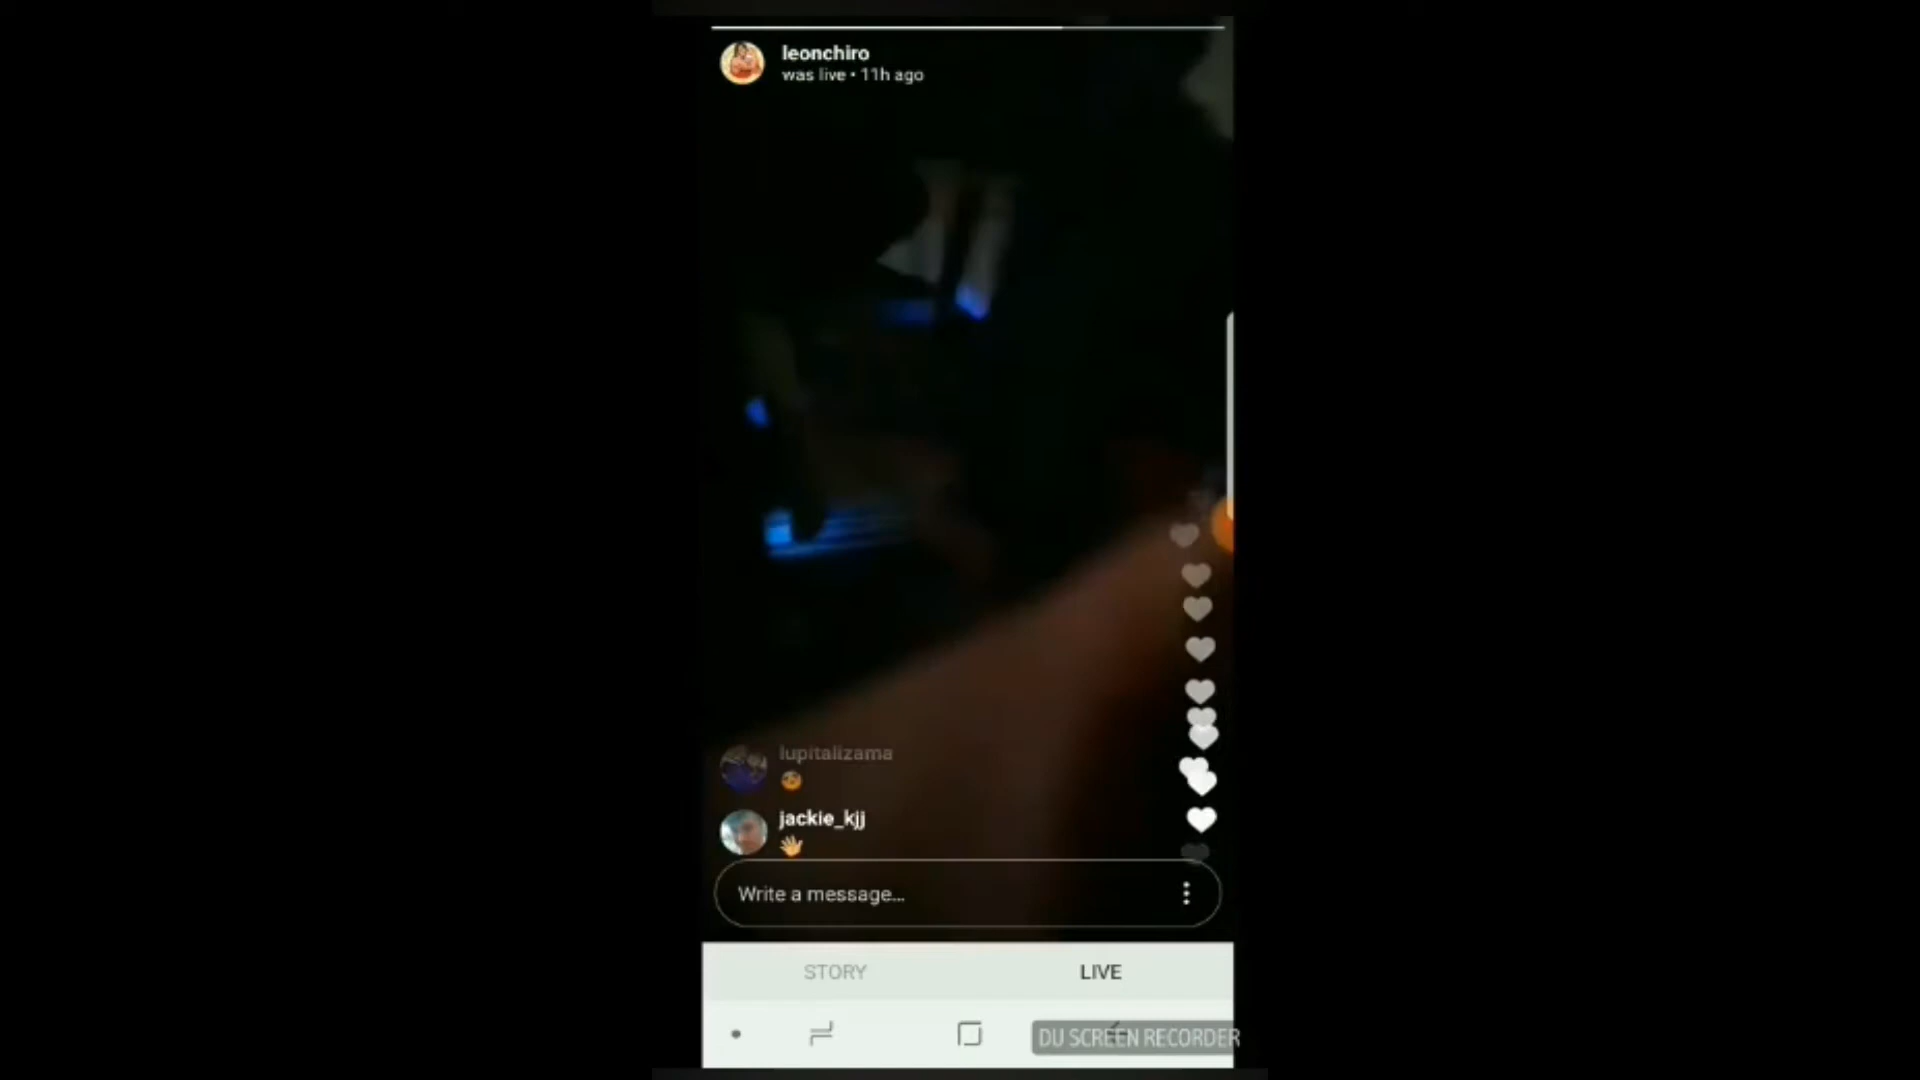 leonchiro
was live • 11h ago
lupitalizama
jackie_kjj
Write a message...
STORY
LIVE
DU SCREEN RECORDER